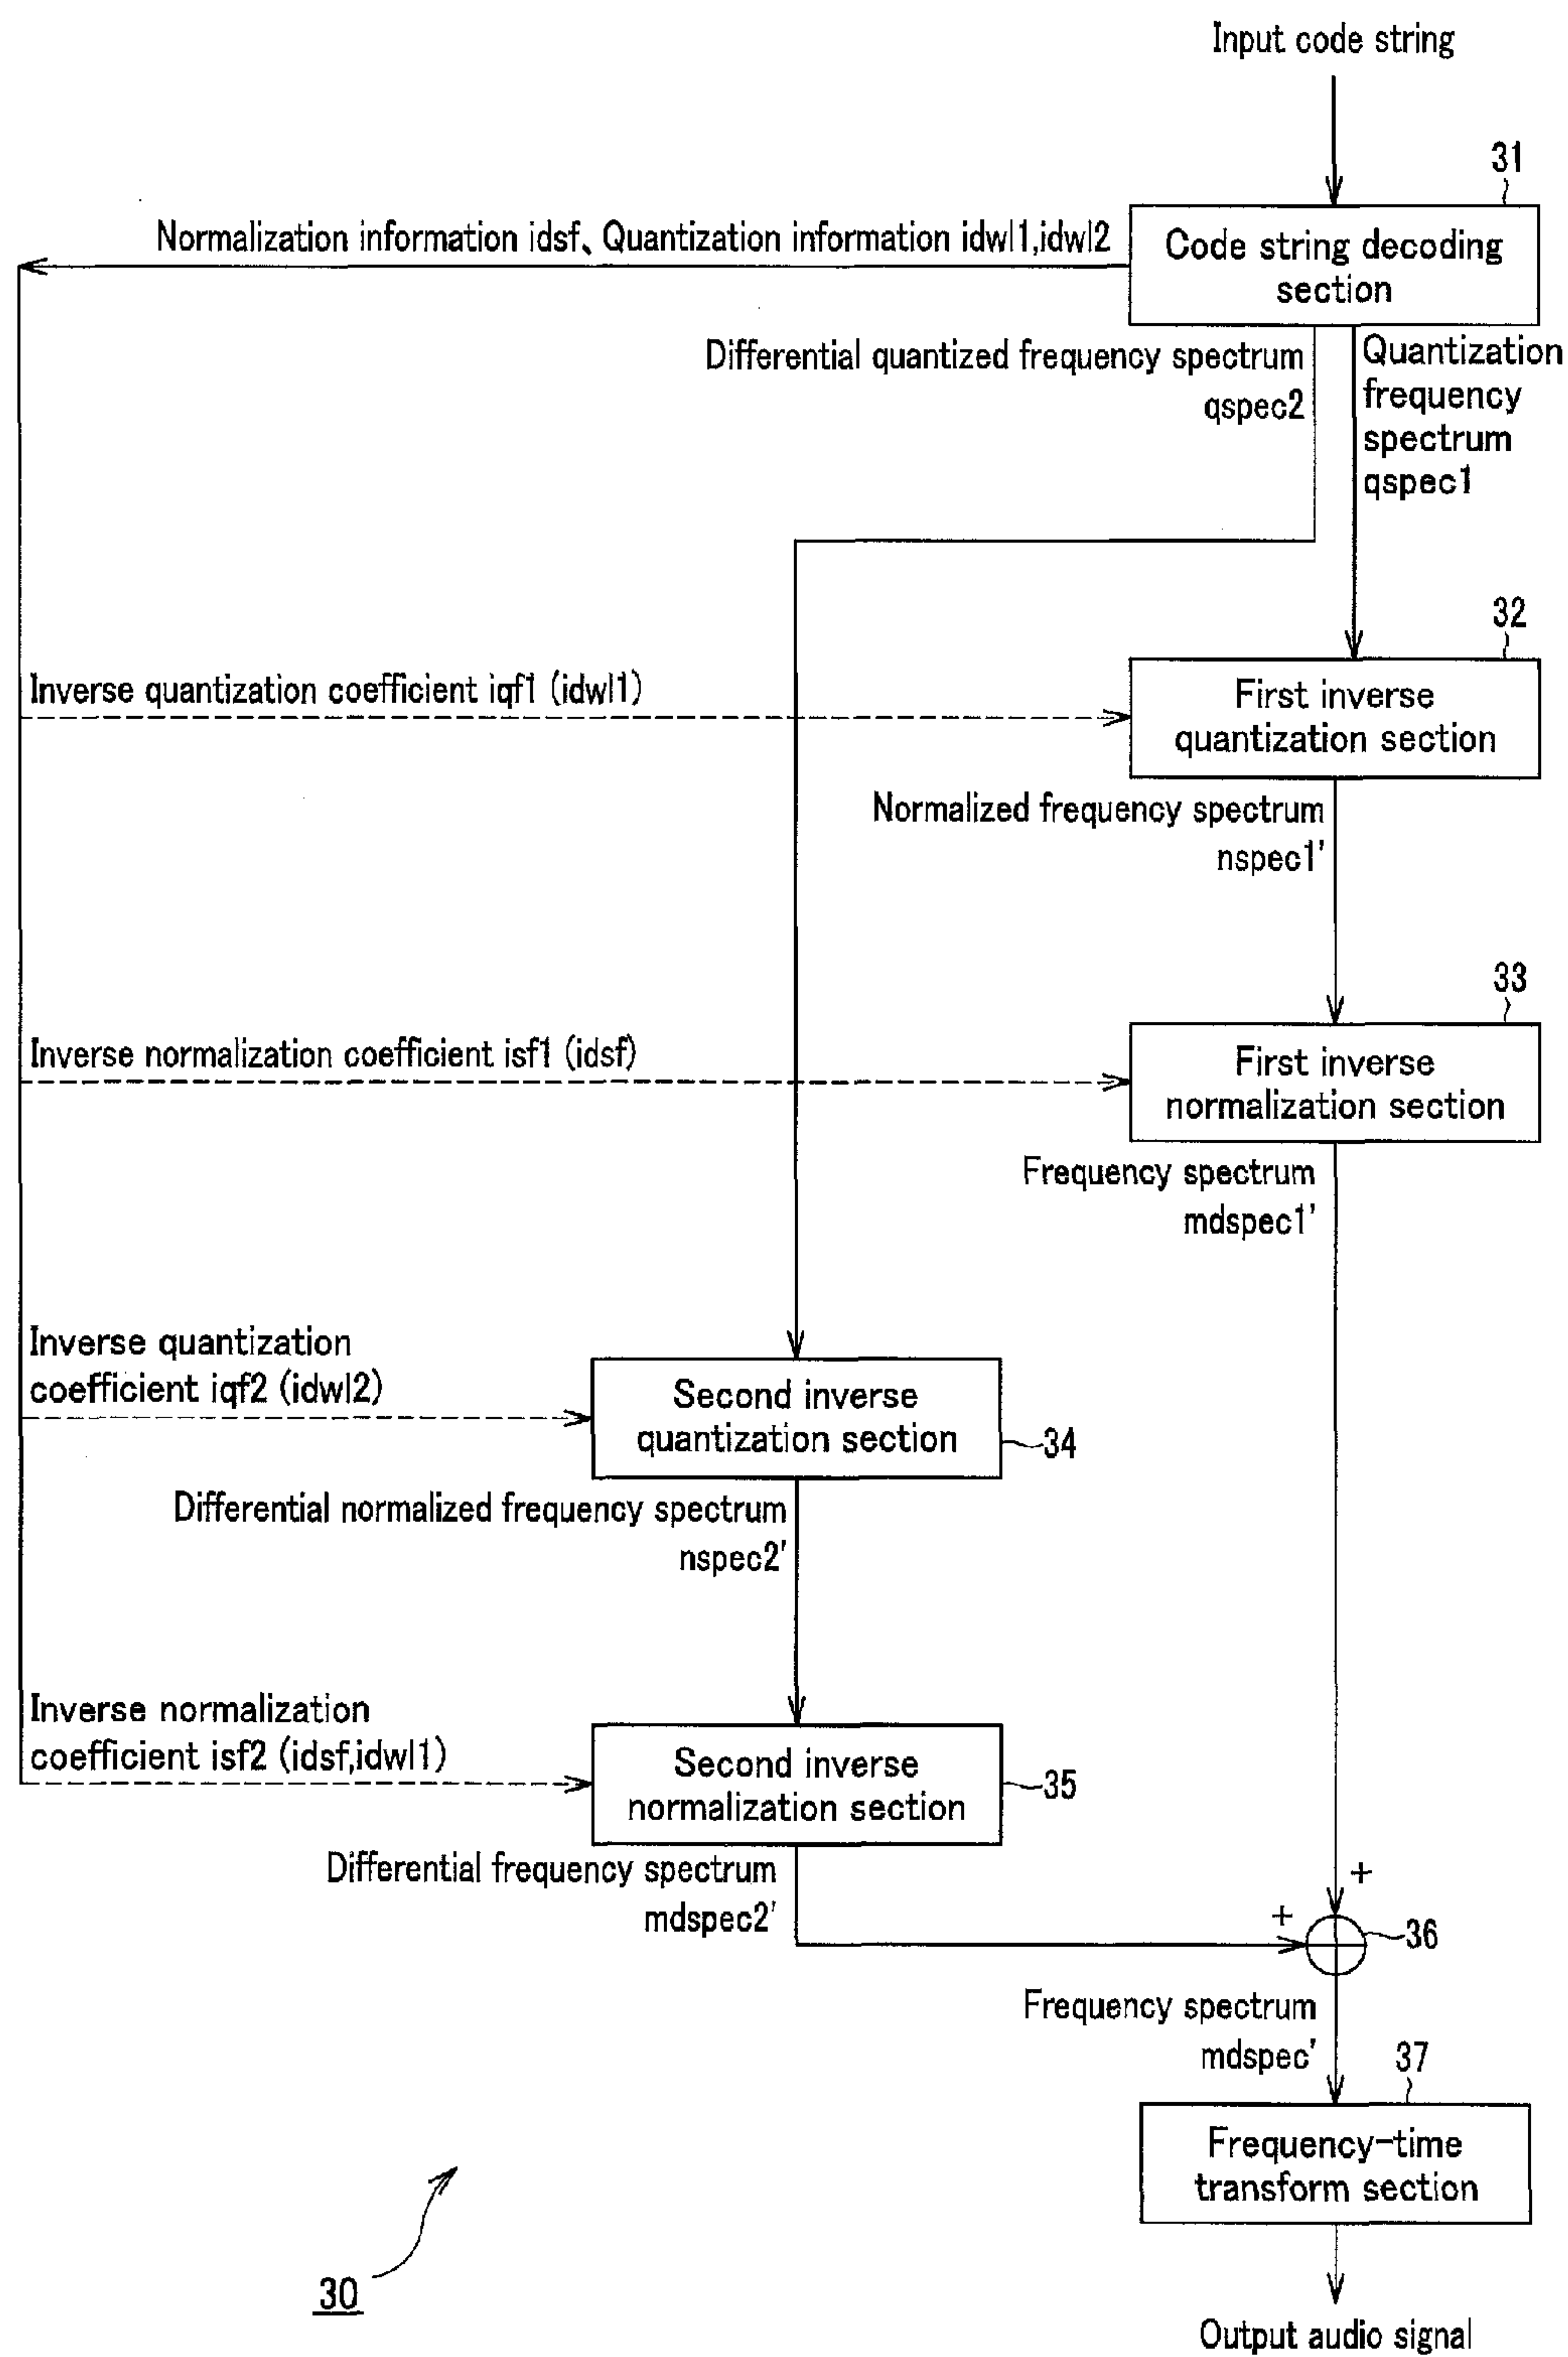 Input code string
31
Normalization information idsf、Quantization information idwl1,idwl2
Code string decoding
section
Differential quantized frequency spectrum
qspec2
Quantization
frequency
spectrum
qspec1
32
Inverse quantization coefficient iqf1 (idwl1)
First inverse
quantization section
Normalized frequency spectrum
nspec1'
33
Inverse normalization coefficient isf1 (idsf)
First inverse
normalization section
Frequency spectrum
mdspec1'
Inverse quantization
coefficient iqf2 (idwl2)
Second inverse
quantization section
34
Differential normalized frequency spectrum
nspec2'
Inverse normalization
coefficient isf2 (idsf,idwl1)
Second inverse
normalization section
35
Differential frequency spectrum
mdspec2'
+
+
36
Frequency spectrum
mdspec'
37
Frequency-time
transform section
30
Output audio signal